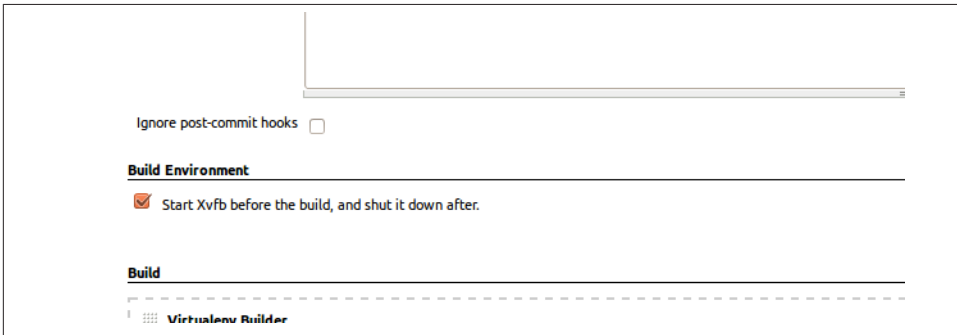 Ignore post-commit hooks
Build Environment
Start Xvfb before the build, and shut it down after.
Build
Virtualenv Builder